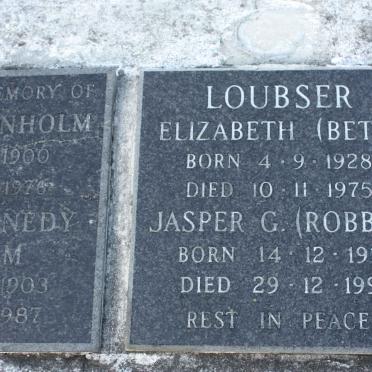 EMORY OF
NHOLM
1900
1976
NEDY
M
1903
1987
LOUBSER
ELIZABETH (BET
BORN 4·9·1928
DIED 10·11·1975
JASPER G. (ROBB
BORN 14·12·19
DIED 29·12·199
REST IN PEACE